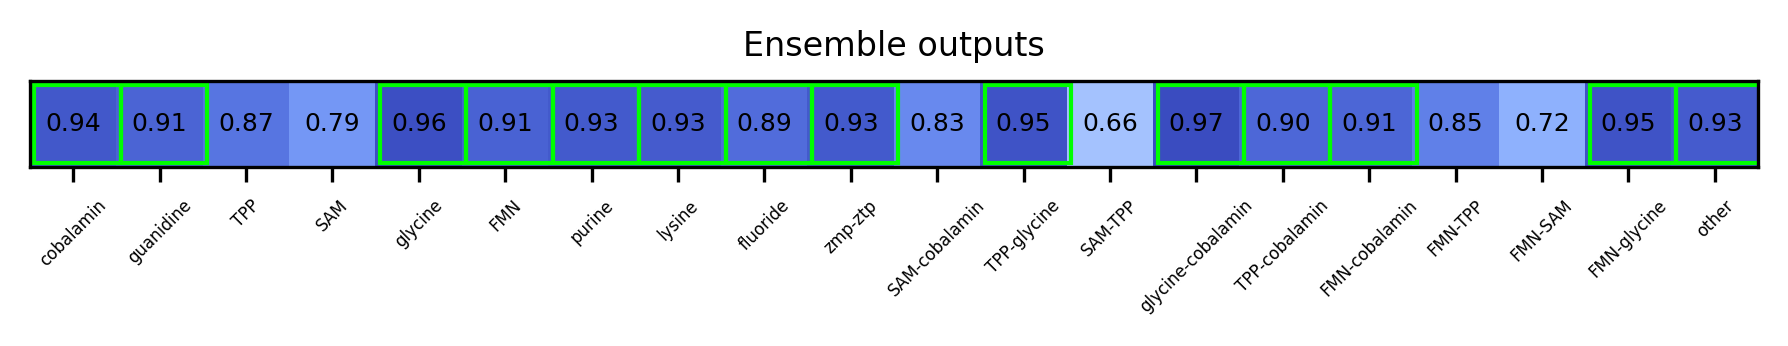 Ensemble outputs
0.94 0.91 0.87 0.79 0.96 0.91 0.93 0.93 0.89 0.93 0.83 0.95 0.66 0.97 0.90 0.91 0.85 0.72 0.95 0.93
cobalamin
guanidine
TPP
SAM
glycine
FMN
purine
lysine
fluoride
zmp-ztp
SAM-cobalamin
TPP-glycine
SAM-TPP
glycine-cobalamin
TPP-cobalamin
FMN-cobalamin
FMN-TPP
FMN-SAM
FMN-glycine
other